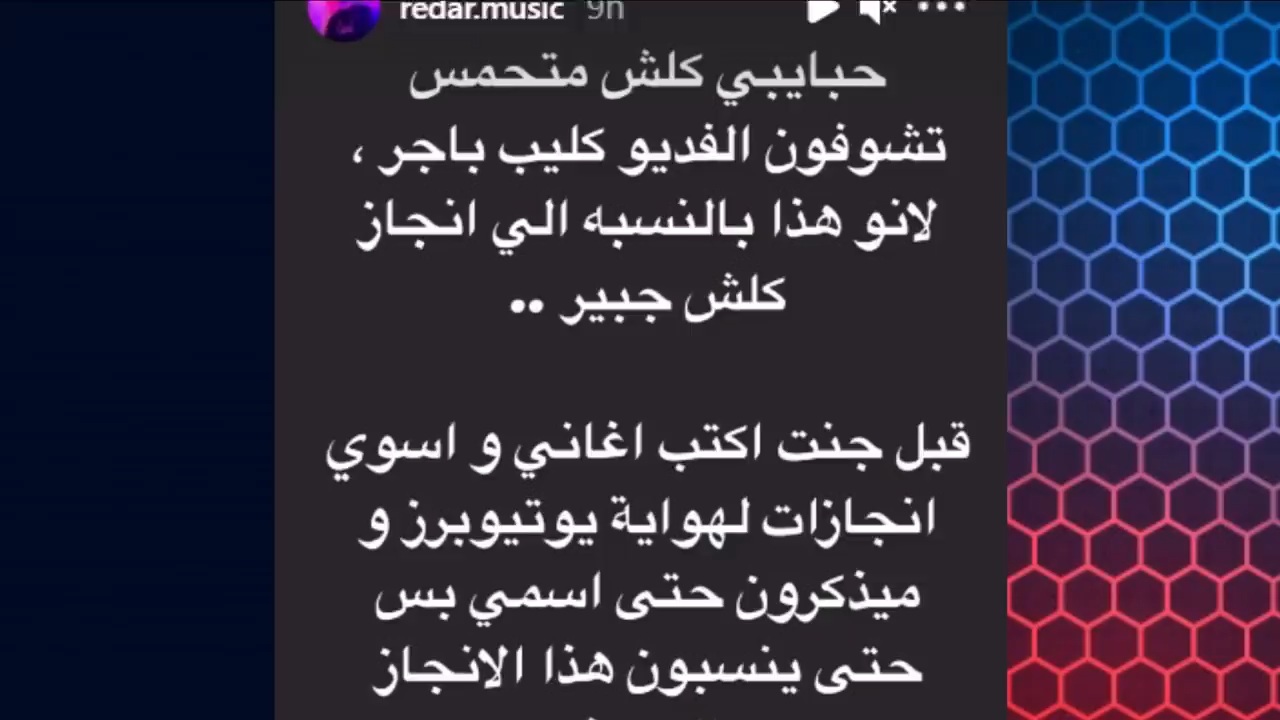 redar.music 9h
حبايبي كلش متحمس
تشوفون الفديو كليب باجر ،
لانو هذا بالنسبه الي انجاز
كلش جبير ..
قبل جنت اكتب اغاني و اسوي
انجازات لهواية يوتيوبرز و
ميذكرون حتى اسمي بس
حتى ينسبون هذا الانجاز